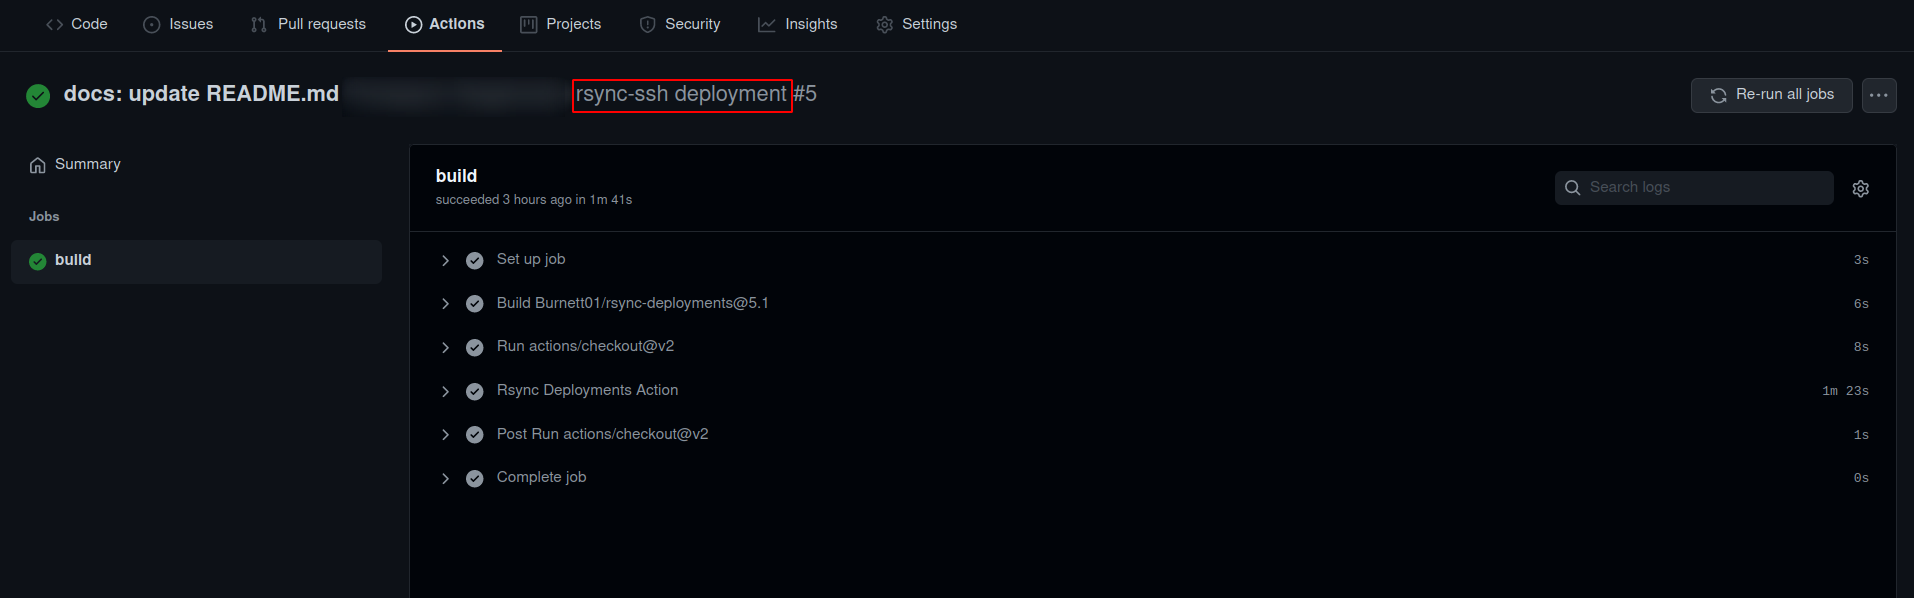 Code Issues Pull requests Actions Projects Security Insights Settings
docs: update README.md rsync-ssh deployment #5
Re-run all jobs
Summary
Jobs
build
build
succeeded 3 hours ago in 1m 41s
Search logs
Set up job 3s
Build Burnett01/rsync-deployments@5.1 6s
Run actions/checkout@v2 8s
Rsync Deployments Action 1m 23s
Post Run actions/checkout@v2 1s
Complete job 0s